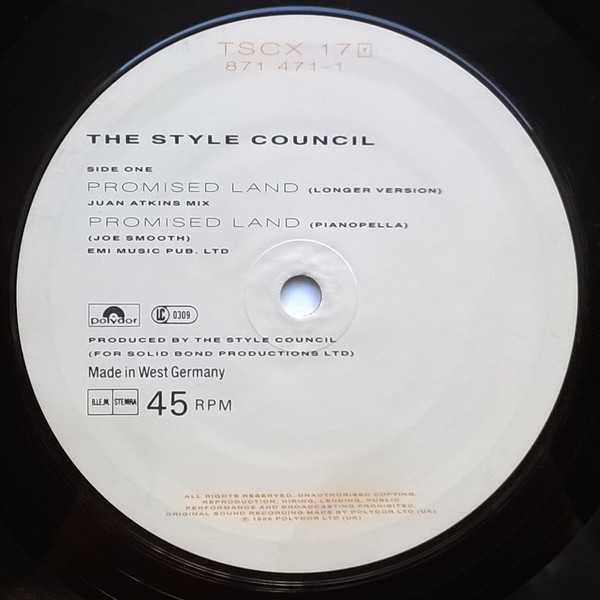 TSCX 17
871 471-1
THE STYLE COUNCIL
SIDE ONE
PROMISED LAND (LONGER VERSION)
JUAN ATKINS MIX
PROMISED LAND (PIANOPELLA)
(JOE SMOOTH)
EMI MUSIC PUB. LTD
polydor LC 0309
PRODUCED BY THE STYLE COUNCIL
(FOR SOLID BOND PRODUCTIONS LTD)
Made in West Germany
B.I.E.M. STEMRA 45 RPM
ALL RIGHTS RESERVED. UNAUTHORISED COPYING,
REPRODUCTION, HIRING, LENDING, PUBLIC
PERFORMANCE AND BROADCASTING PROHIBITED.
ORIGINAL SOUND RECORDING MADE BY POLYDOR LTD (UK)
POLYDOR LTD (UK)